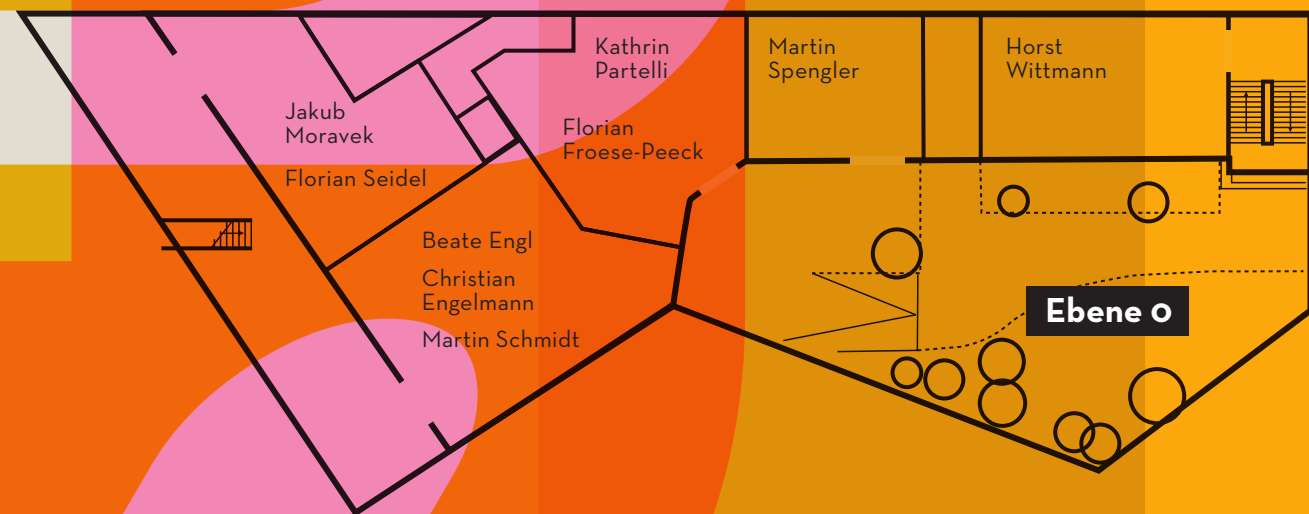 Kathrin
Partelli
Martin
Spengler
Horst
Wittmann
Jakub
Moravek
Florian
Froese-Peeck
Florian Seidel
Beate Engl
Christian
Engelmann
Martin Schmidt
Ebene 0